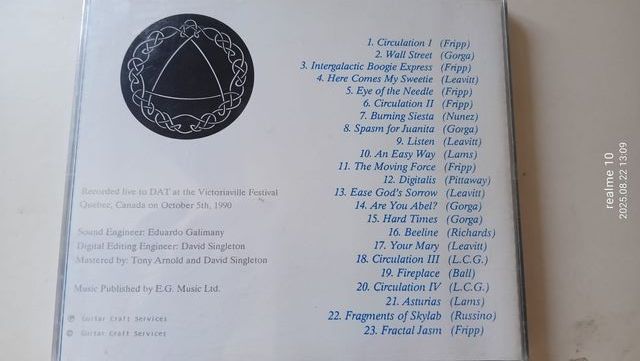 1. Circulation I (Fripp)
2. Wall Street (Gorga)
3. Intergalactic Boogie Express (Fripp)
4. Here Comes My Sweetie (Leavitt)
5. Eye of the Needle (Fripp)
6. Circulation II (Fripp)
7. Burning Siesta (Nunez)
8. Spasm for Juanita (Gorga)
9. Listen (Leavitt)
10. An Easy Way (Lams)
11. The Moving Force (Fripp)
12. Digitalis (Pittaway)
13. Ease God's Sorrow (Leavitt)
14. Are You Abel? (Gorga)
15. Hard Times (Gorga)
16. Beeline (Richards)
17. Your Mary (Leavitt)
18. Circulation III (L.C.G.)
19. Fireplace (Ball)
20. Circulation IV (L.C.G.)
21. Asturias (Lams)
22. Fragments of Skylab (Russino)
23. Fractal Jasm (Fripp)
Recorded live to DAT at the Victoriaville Festival
Quebec, Canada on October 5th, 1990
Sound Engineer: Eduardo Galimany
Digital Editing Engineer: David Singleton
Mastered by: Tony Arnold and David Singleton
Music Published by E.G. Music Ltd.
℗ Guitar Craft Services
© Guitar Craft Services
realme 10
2025.08.22 13:09